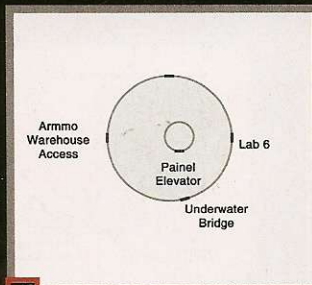 Armmo
Warehouse
Access
Lab 6
Painel
Elevator
Underwater
Bridge